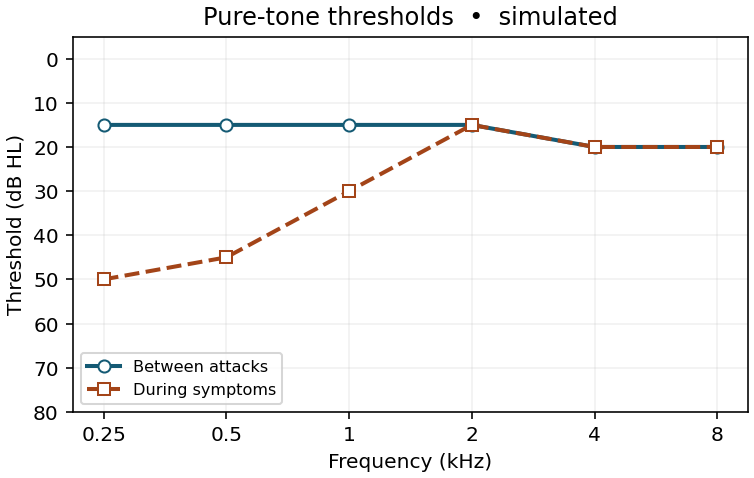 Pure-tone thresholds • simulated
Threshold (dB HL)
0
10
20
30
40
50
60
70
80
Between attacks
During symptoms
0.25 0.5 1 2 4 8
Frequency (kHz)